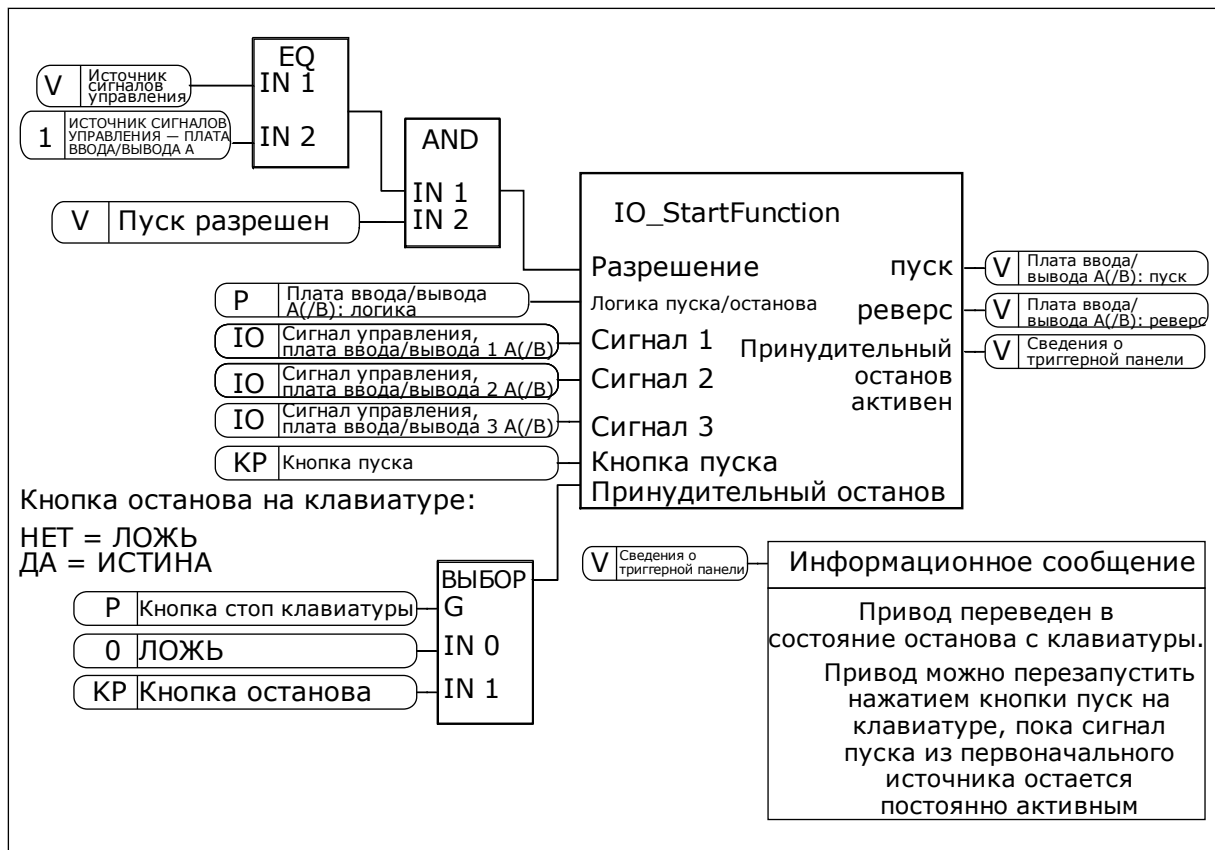 EQ
V
Источник
сигналов
управления
IN 1
1
ИСТОЧНИК СИГНАЛОВ
УПРАВЛЕНИЯ — ПЛАТА
ВВОДА/ВЫВОДА A
IN 2
AND
IN 1
IN 2
V
Пуск разрешен
IO_StartFunction
Разрешение
пуск
V
Плата ввода/
вывода A(/B): пуск
P
Плата ввода/вывода
A(/B): логика
Логика пуска/останова
реверс
V
Плата ввода/
вывода A(/B): реверс
IO
Сигнал управления,
плата ввода/вывода 1 A(/B)
Сигнал 1
Принудительный
останов
активен
V
Сведения о
триггерной панели
IO
Сигнал управления,
плата ввода/вывода 2 A(/B)
Сигнал 2
IO
Сигнал управления,
плата ввода/вывода 3 A(/B)
Сигнал 3
KP
Кнопка пуска
Кнопка пуска
Принудительный останов
Кнопка останова на клавиатуре:
НЕТ = ЛОЖЬ
ДА = ИСТИНА
ВЫБОР
P
Кнопка стоп клавиатуры
G
0
ЛОЖЬ
IN 0
KP
Кнопка останова
IN 1
V
Сведения о
триггерной панели
Информационное сообщение
Привод переведен в
состояние останова с клавиатуры.
Привод можно перезапустить
нажатием кнопки пуск на
клавиатуре, пока сигнал
пуска из первоначального
источника остается
постоянно активным